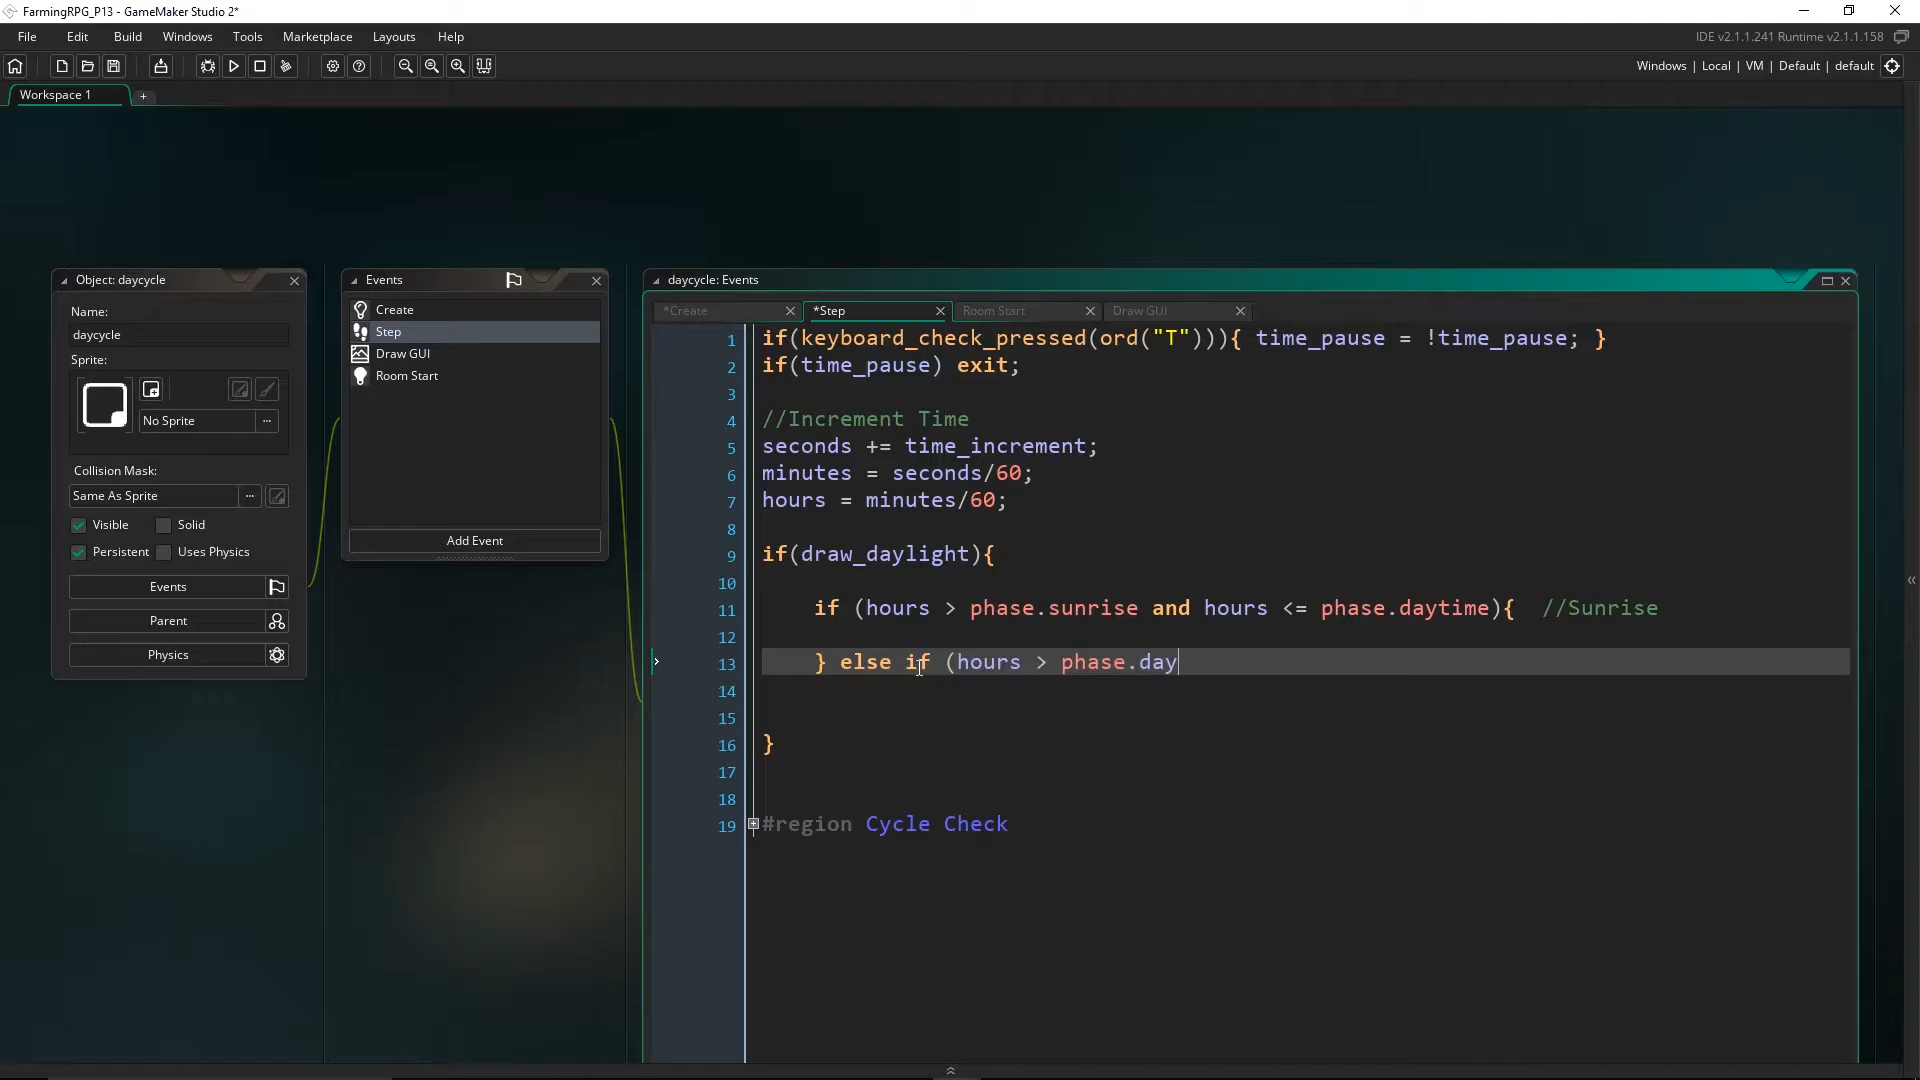 FarmingRPG_P13 - GameMaker Studio 2*
File Edit Build Windows Tools Marketplace Layouts Help
IDE v2.1.1.241 Runtime v2.1.1.158
Windows | Local | VM | Default | default
Workspace 1
+
Object: daycycle
Name:
daycycle
Sprite:
No Sprite
...
Collision Mask:
Same As Sprite
...
Visible
Solid
Persistent
Uses Physics
Events
Parent
Physics
Events
Create
Step
Draw GUI
Room Start
Add Event
daycycle: Events
*Create
*Step
Room Start
Draw GUI
1 if(keyboard_check_pressed(ord("T"))){ time_pause = !time_pause; }
2 if(time_pause) exit;
3
4 //Increment Time
5 seconds += time_increment;
6 minutes = seconds/60;
7 hours = minutes/60;
8
9 if(draw_daylight){
10
11 if (hours > phase.sunrise and hours <= phase.daytime){ //Sunrise
12
13 } else if (hours > phase.day
14
15
16 }
17
18
19 #region Cycle Check